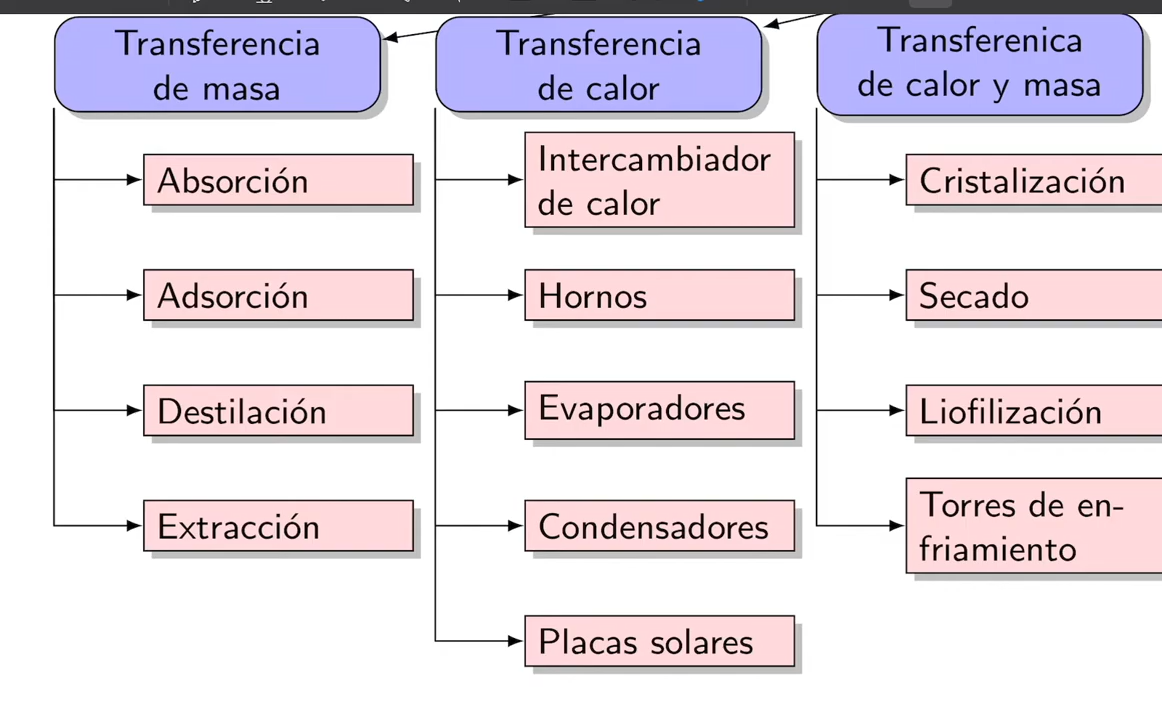 Transferencia
de masa
Absorción
Adsorción
Destilación
Extracción
Transferencia
de calor
Intercambiador
de calor
Hornos
Evaporadores
Condensadores
Placas solares
Transferenica
de calor y masa
Cristalización
Secado
Liofilización
Torres de en-
friamiento